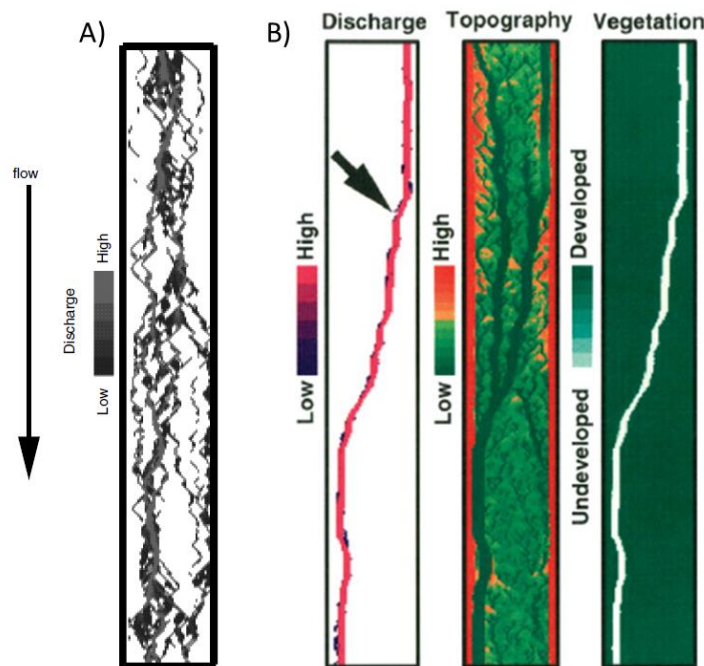 A)
flow
Discharge
Low
High
B)
Discharge
Topography
Vegetation
Low
High
Low
High
Undeveloped
Developed